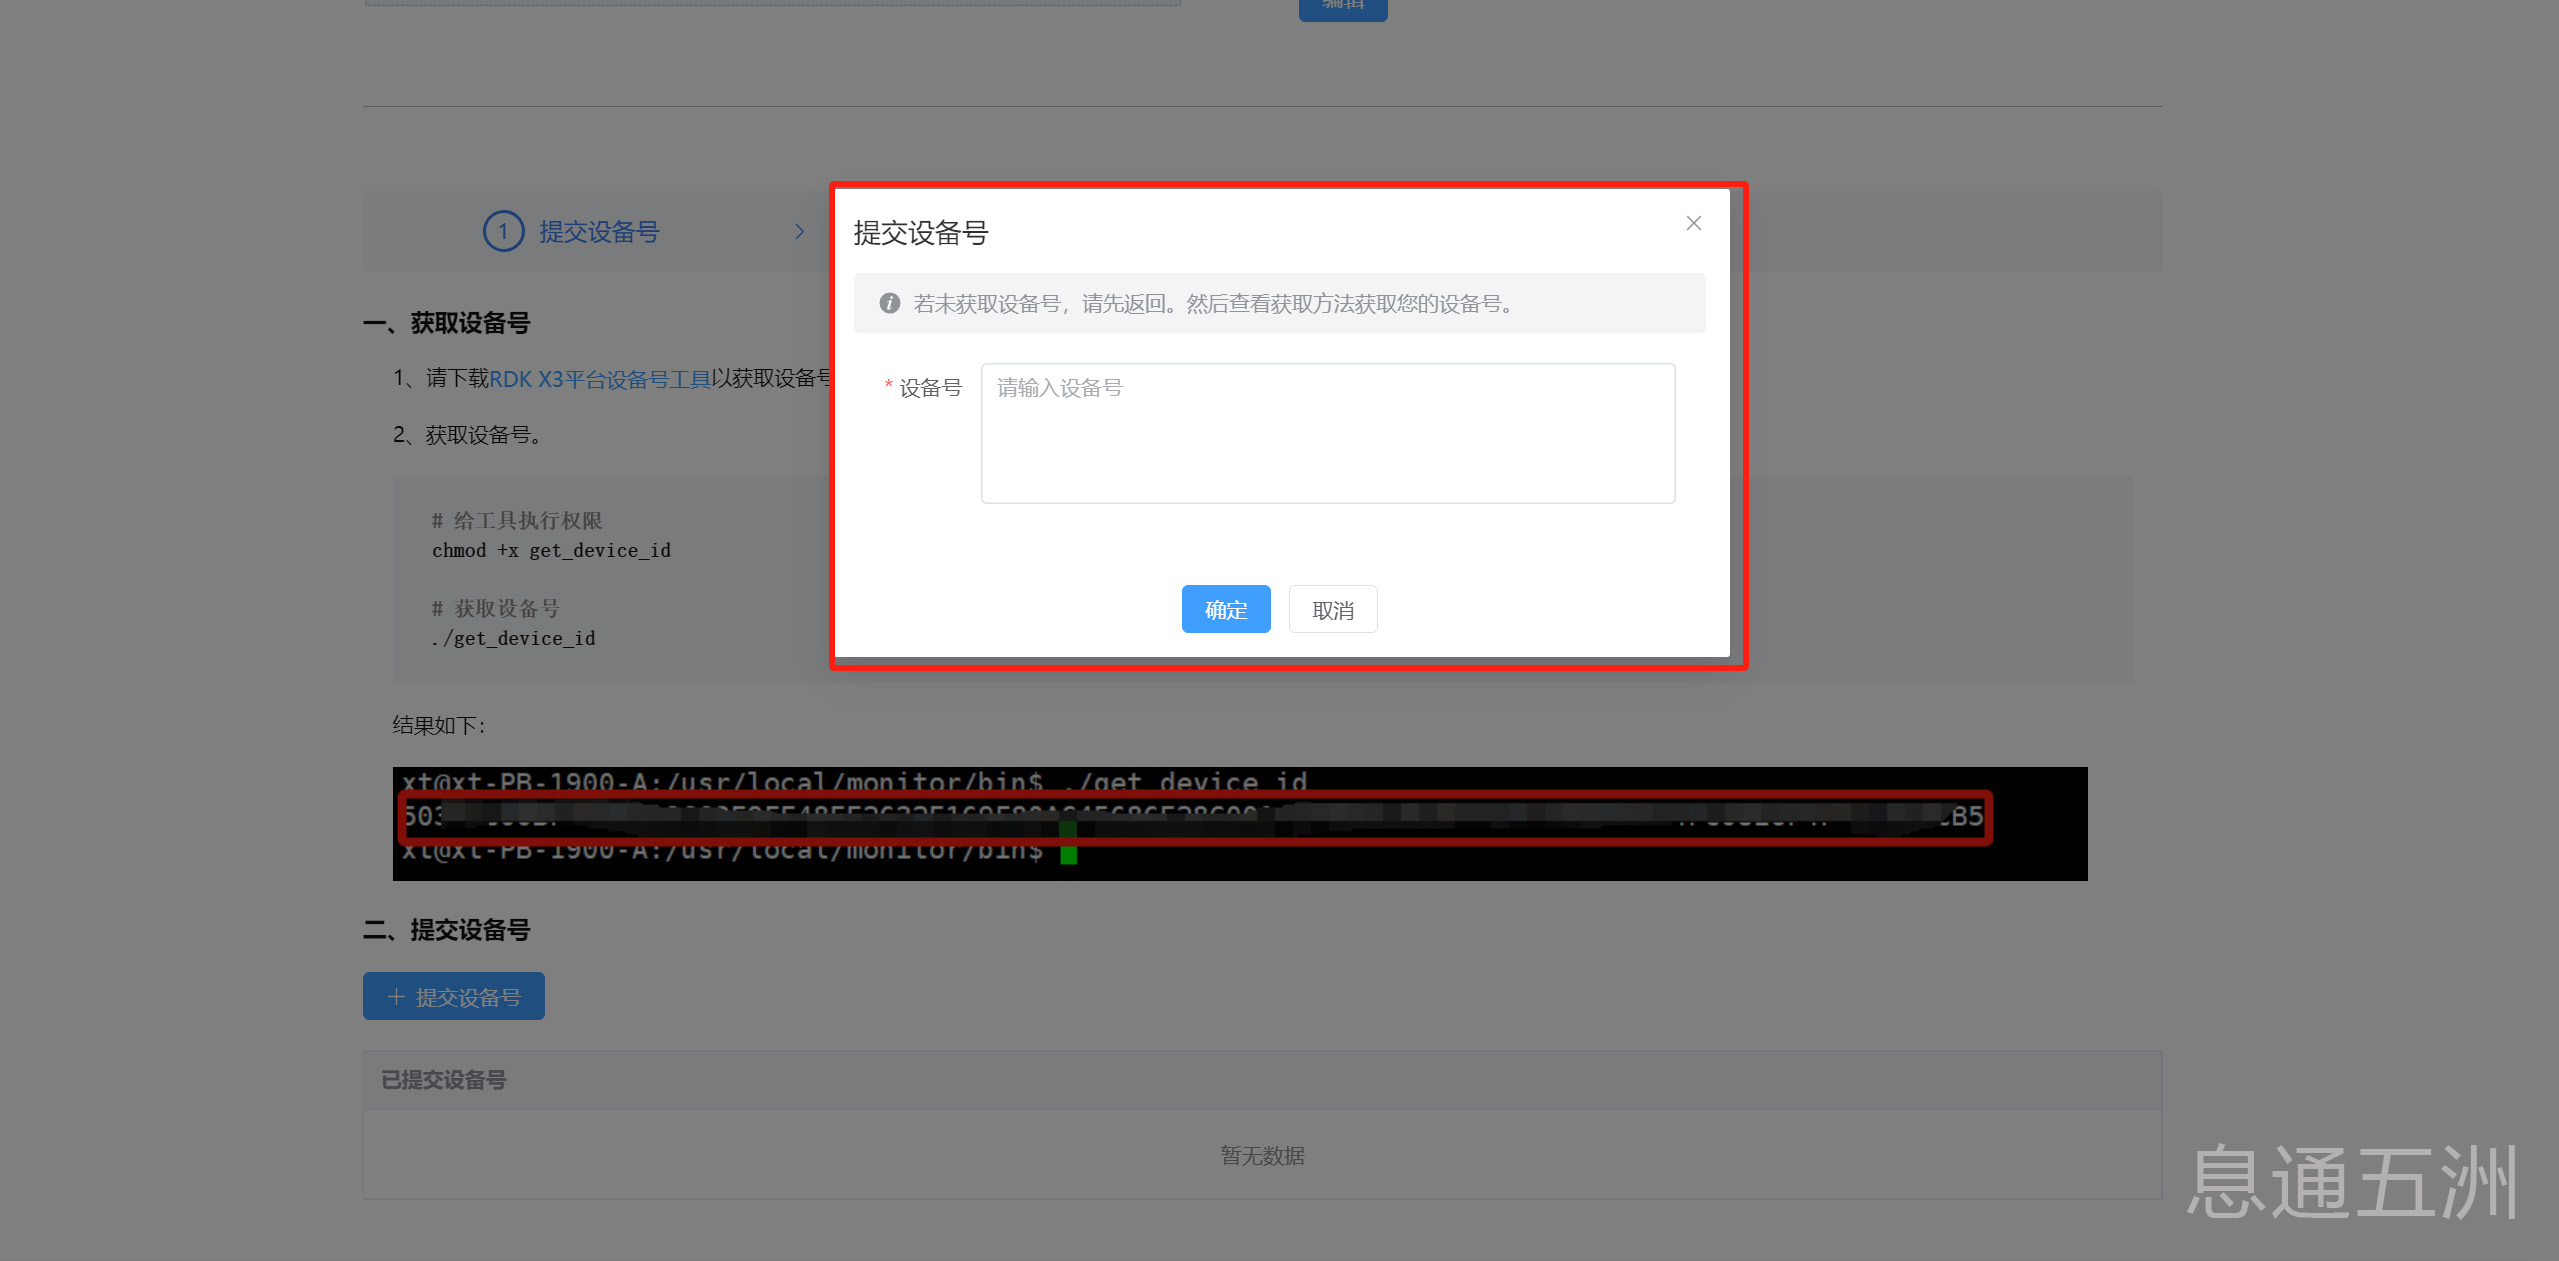 编辑
1 提交设备号
提交设备号
若未获取设备号，请先返回。然后查看获取方法获取您的设备号。
* 设备号
请输入设备号
确定
取消
一、获取设备号
1、请下载RDK X3平台设备号工具以获取设备号
2、获取设备号。
# 给工具执行权限
chmod +x get_device_id
# 获取设备号
./get_device_id
结果如下：
xt@xt-PB-1900-A:/usr/local/monitor/bin$ ./get_device_id
503
B5
xt@xt-PB-1900-A:/usr/local/monitor/bin$
二、提交设备号
+ 提交设备号
已提交设备号
暂无数据
息通五洲